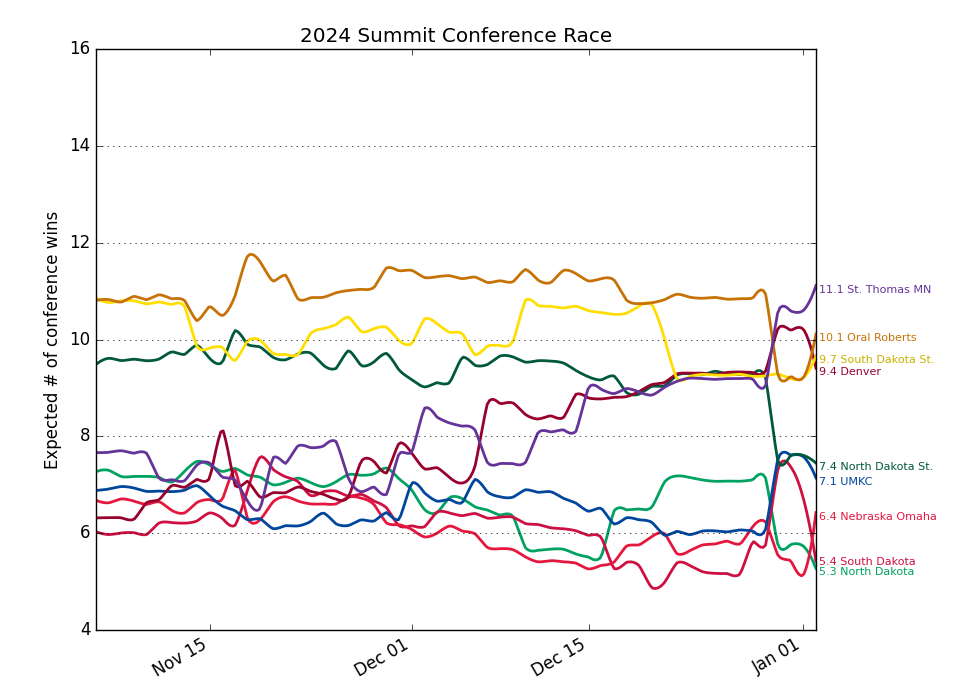 2024 Summit Conference Race
Expected # of conference wins
16
14
12
10
8
6
4
Nov 15
Dec 01
Dec 15
Jan 01
11.1 St. Thomas MN
10.1 Oral Roberts
9.7 South Dakota St.
9.4 Denver
7.4 North Dakota St.
7.1 UMKC
6.4 Nebraska Omaha
5.4 South Dakota
5.3 North Dakota